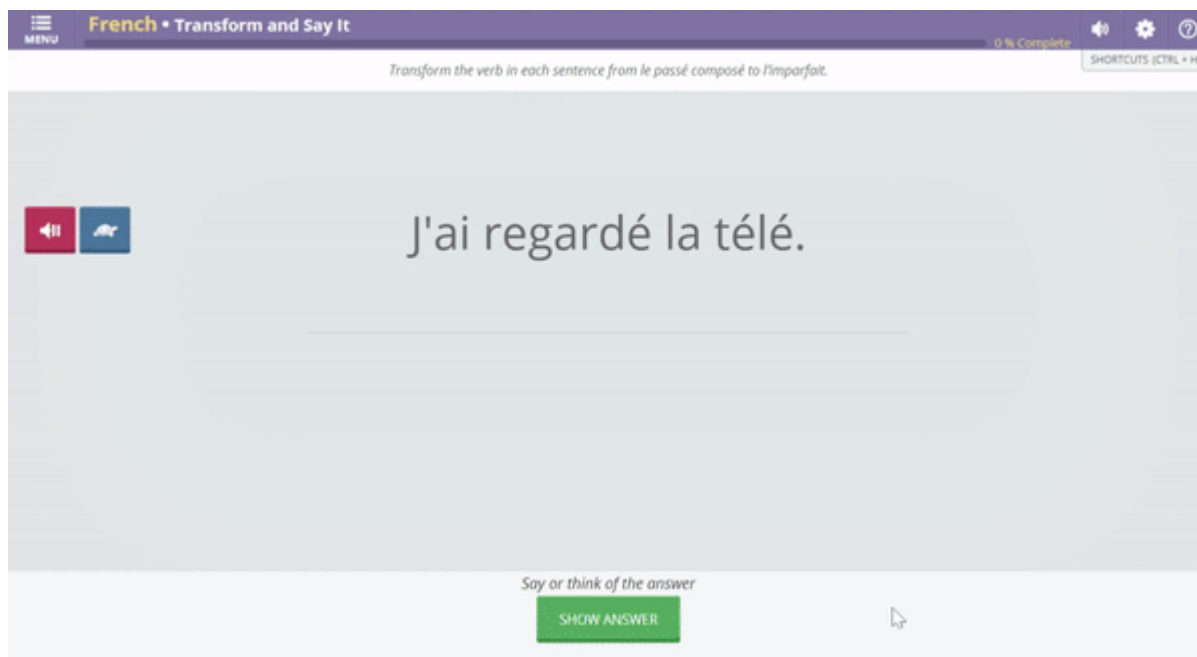 MENU
French • Transform and Say It
0 % Complete
SHORTCUTS (CTRL + H
Transform the verb in each sentence from le passé composé to l'imparfait.
J'ai regardé la télé.
Say or think of the answer
SHOW ANSWER